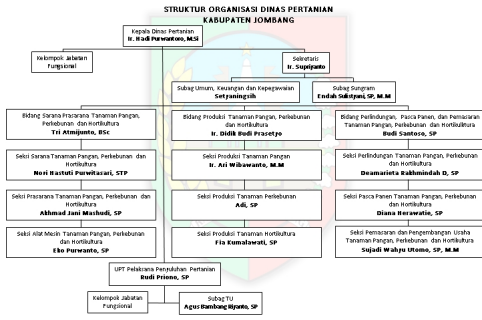 STRUKTUR ORGANISASI DINAS PERTANIAN
KABUPATEN JOMBANG
Kepala Dinas Pertanian
Ir. Hadi Purwantoro, M.Si
Kelompok Jabatan
Fungsional
Sekretaris
Ir. Supriyanto
Subag Umum, Keuangan dan Kepegawaian
Setyaningsih
Subag Sungram
Endah Sulistyani, SP, M.M
Bidang Sarana Prasarana Tanaman Pangan,
Perkebunan dan Hortikultura
Tri Atmijunto, BSc
Bidang Produksi Tanaman Pangan, Perkebunan
dan Hortikultura
Ir. Didik Budi Prasetyo
Bidang Perlindungan, Pasca Panen, dan Pemasaran
Tanaman Pangan, Perkebunan dan Hortikulktura
Budi Santoso, SP
Seksi Sarana Tanaman Pangan, Perkebunan dan
Hortikultura
Nori Hastuti Purwitasari, STP
Seksi Produksi Tanaman Pangan
Ir. Ari Wibawanto, M.M
Seksi Perlindungan Tanaman Pangan, Perkebunan
dan Hortikultura
Deamarieta Rakhmindah D, SP
Seksi Prasarana Tanaman Pangan, Perkebunan dan
Hortikultura
Akhmad Jani Mashudi, SP
Seksi Produksi Tanaman Perkebunan
Adi, SP
Seksi Pasca Panen Tanaman Pangan, Perkebunan
dan Hortikultura
Diana Herawatie, SP
Seksi Alat Mesin Tanaman Pangan, Perkebunan
dan Hortikultura
Eko Purwanto, SP
Seksi Produksi Tanaman Hortikultura
Fia Kumalawati, SP
Seksi Pemasaran dan Pengembangan Usaha
Tanaman Pangan, Perkebunan dan Hortikultura
Sujadi Wahyu Utomo, SP, M.M
UPT Pelaksana Penyuluhan Pertanian
Rudi Priono, SP
Kelompok Jabatan
Fungsional
Subag TU
Agus Bambang Riyanto, SP